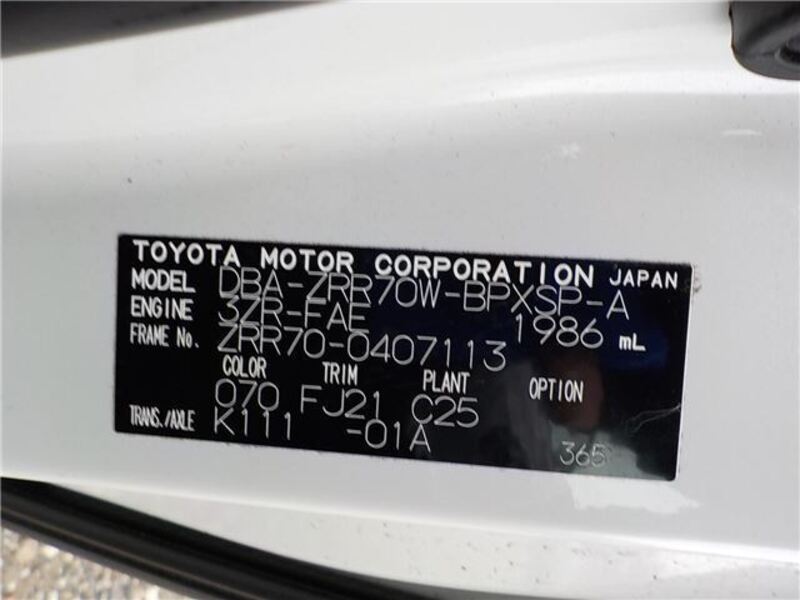 TOYOTA MOTOR CORPORATION JAPAN
MODEL DBA-ZRR70W-BPXSP-A
ENGINE 3ZR-FAE 1986 mL
FRAME No. ZRR70-0407113
COLOR TRIM PLANT OPTION
070 FJ21 C25
TRANS./AXLE K111 -01A